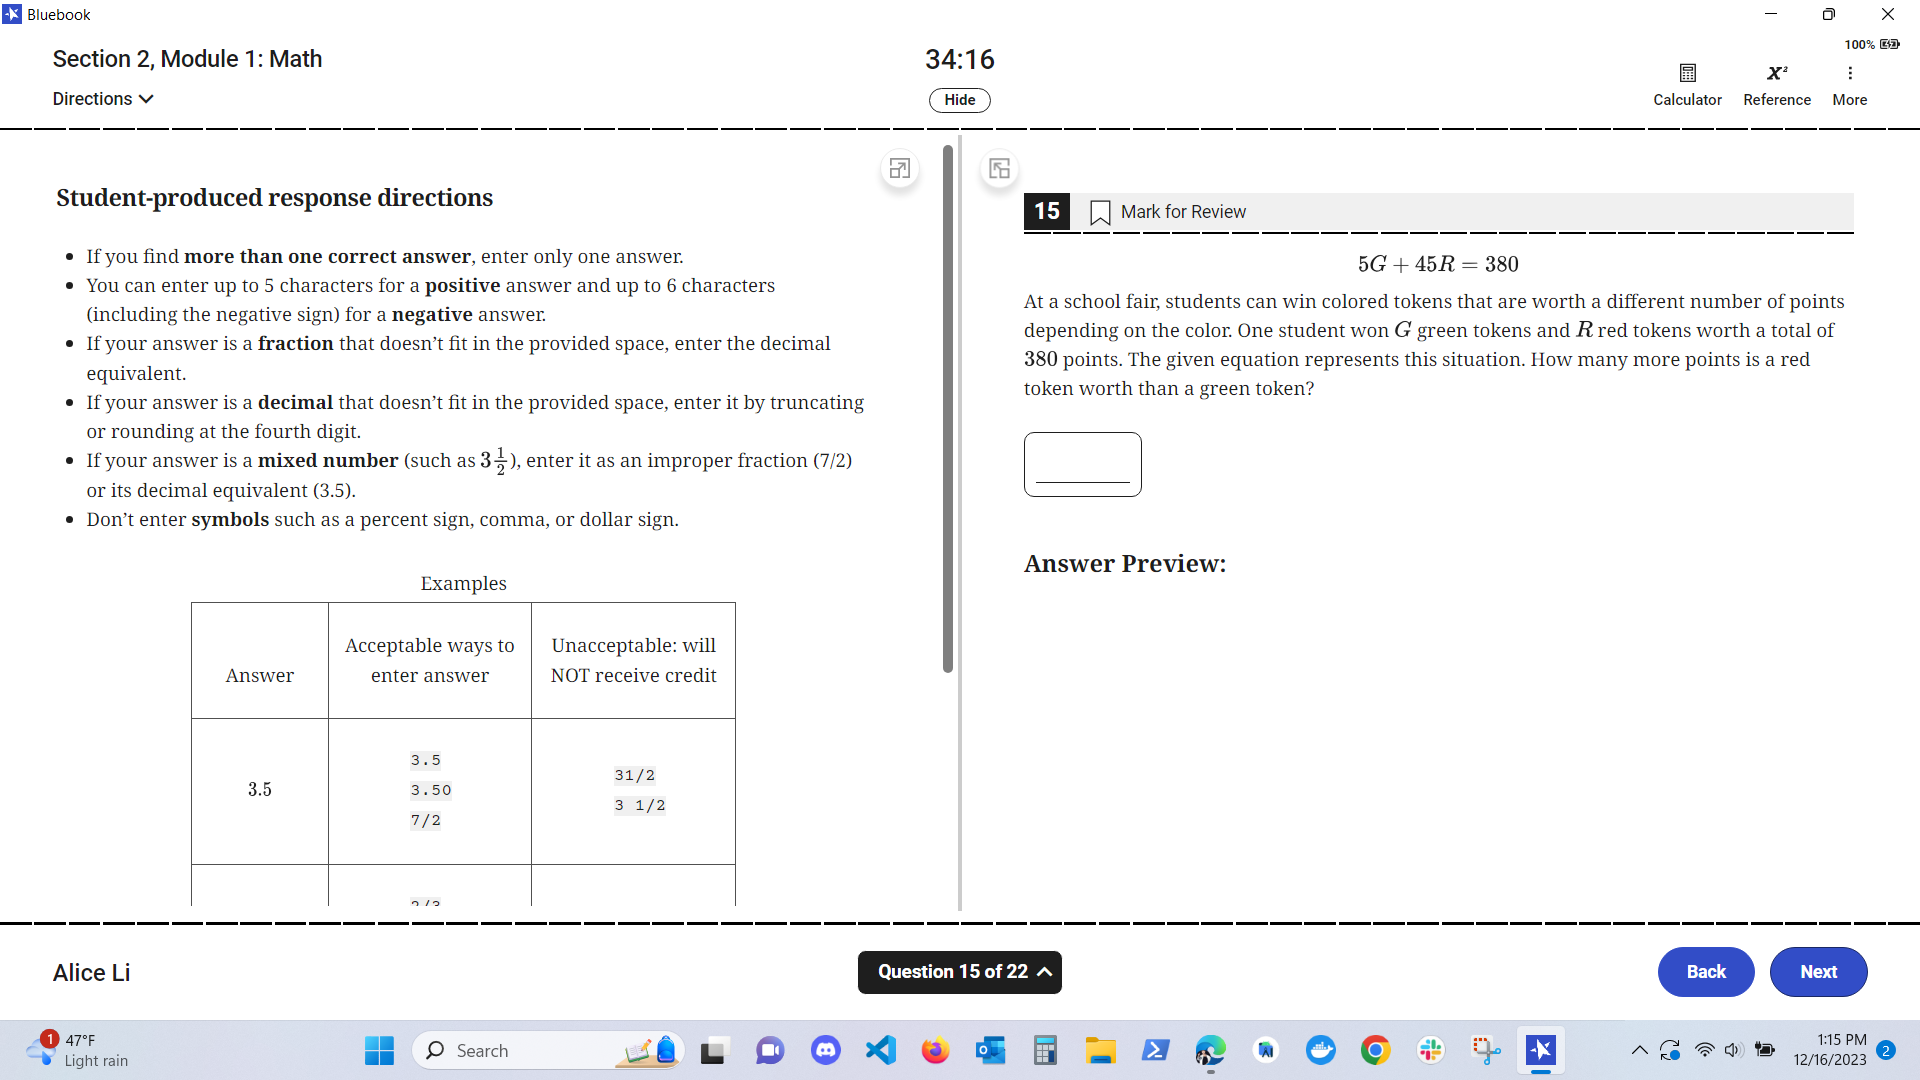 Bluebook
Section 2, Module 1: Math
Directions
34:16
Hide
100%
Calculator
Reference
More
Student-produced response directions
• If you find more than one correct answer, enter only one answer.
• You can enter up to 5 characters for a positive answer and up to 6 characters
(including the negative sign) for a negative answer.
• If your answer is a fraction that doesn’t fit in the provided space, enter the decimal
equivalent.
• If your answer is a decimal that doesn’t fit in the provided space, enter it by truncating
or rounding at the fourth digit.
• If your answer is a mixed number (such as 3 1/2), enter it as an improper fraction (7/2)
or its decimal equivalent (3.5).
• Don’t enter symbols such as a percent sign, comma, or dollar sign.
Examples
Answer
Acceptable ways to
enter answer
Unacceptable: will
NOT receive credit
3.5
3.5
3.50
7/2
31/2
3 1/2
2/3
15
Mark for Review
5G + 45R = 380
At a school fair, students can win colored tokens that are worth a different number of points
depending on the color. One student won G green tokens and R red tokens worth a total of
380 points. The given equation represents this situation. How many more points is a red
token worth than a green token?
Answer Preview:
Alice Li
Question 15 of 22
Back
Next
1
47°F
Light rain
Search
1:15 PM
12/16/2023
2